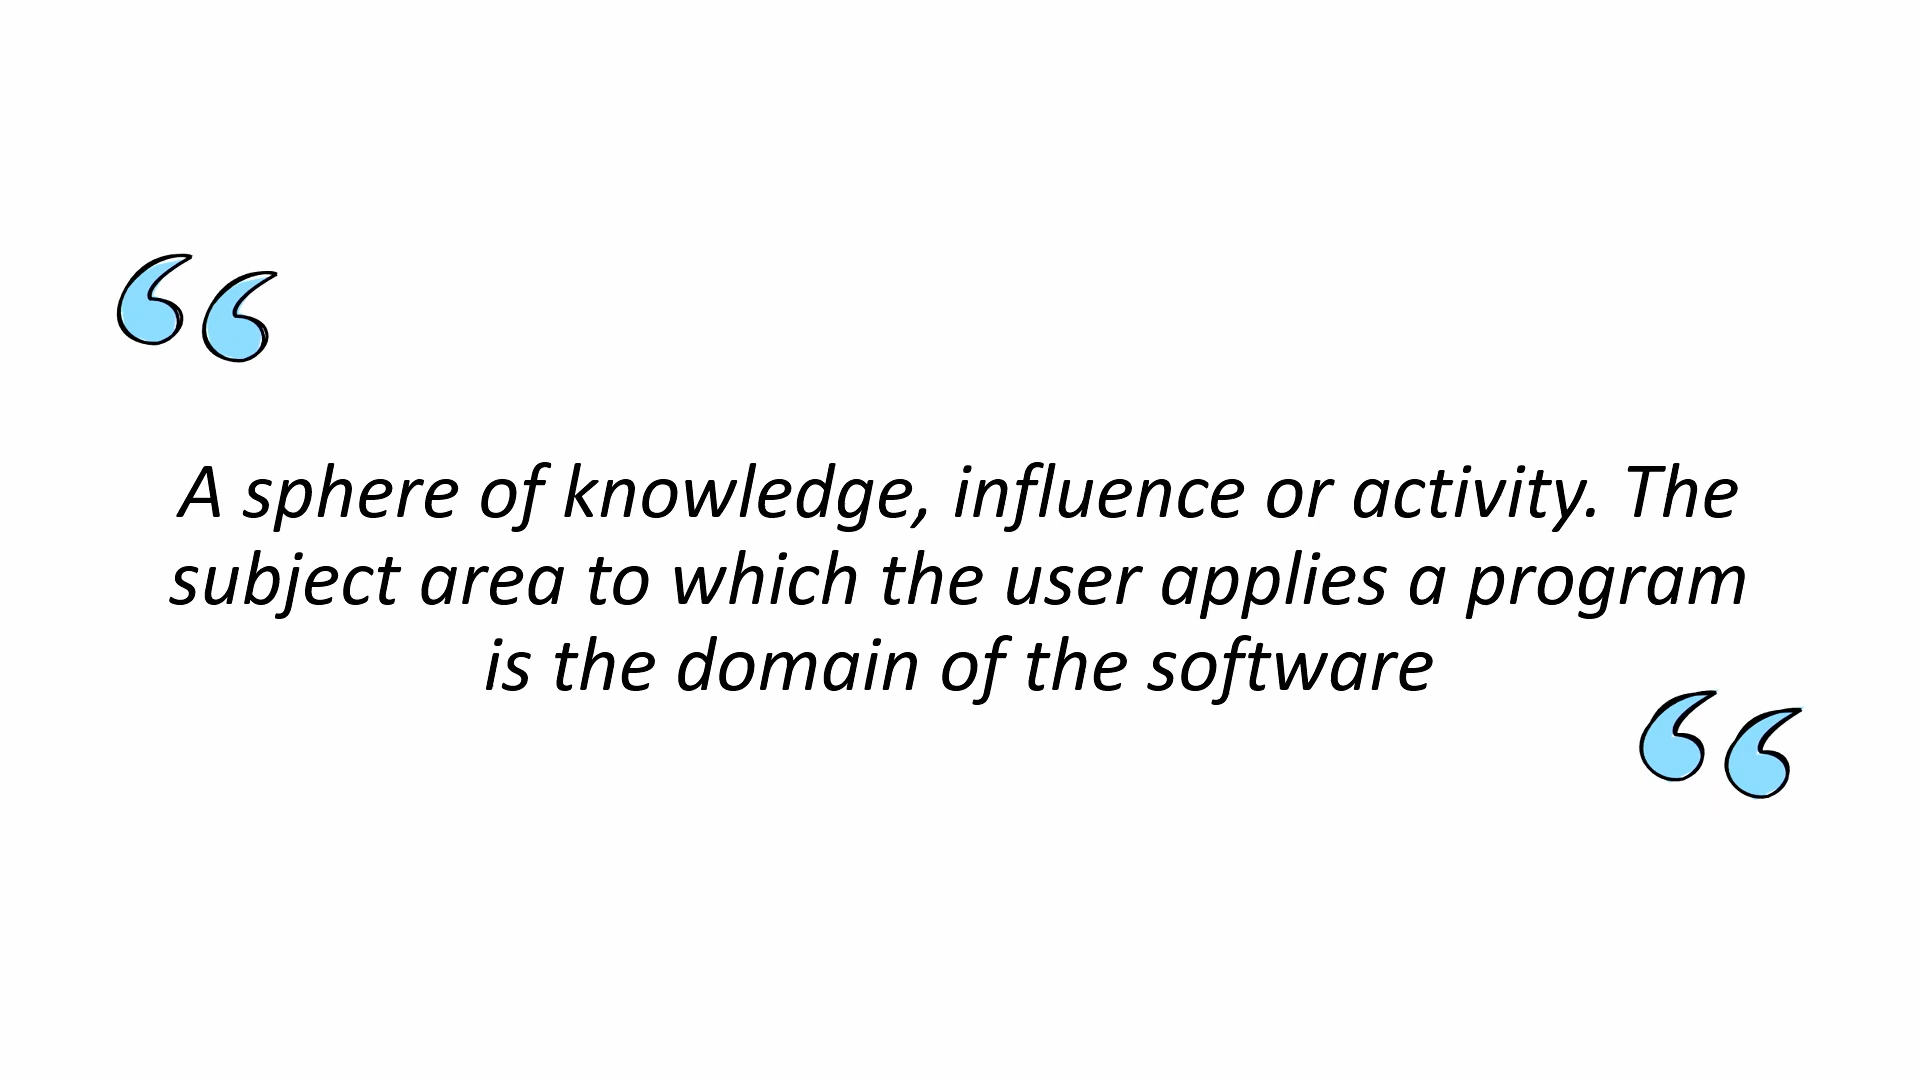 “
A sphere of knowledge, influence or activity. The
subject area to which the user applies a program
is the domain of the software
“